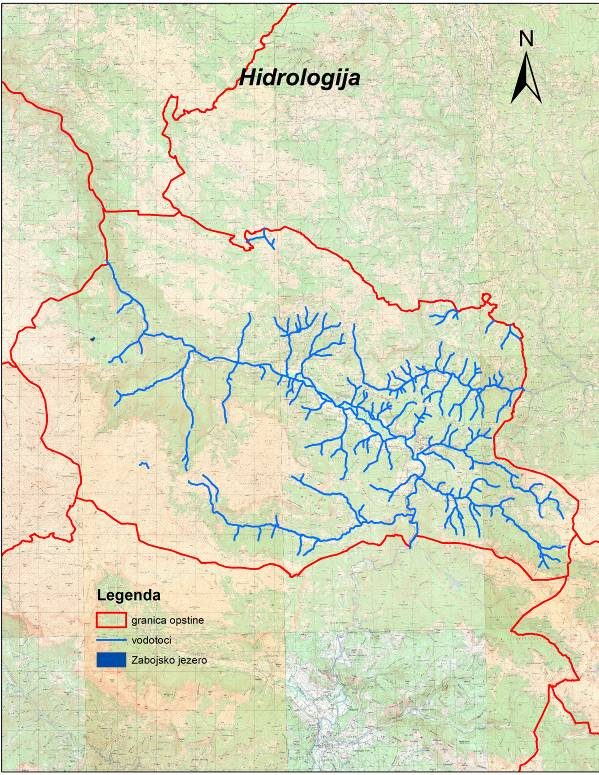 Hidrologija
N
Legenda
granica opstine
vodotoci
Zabojsko jezero